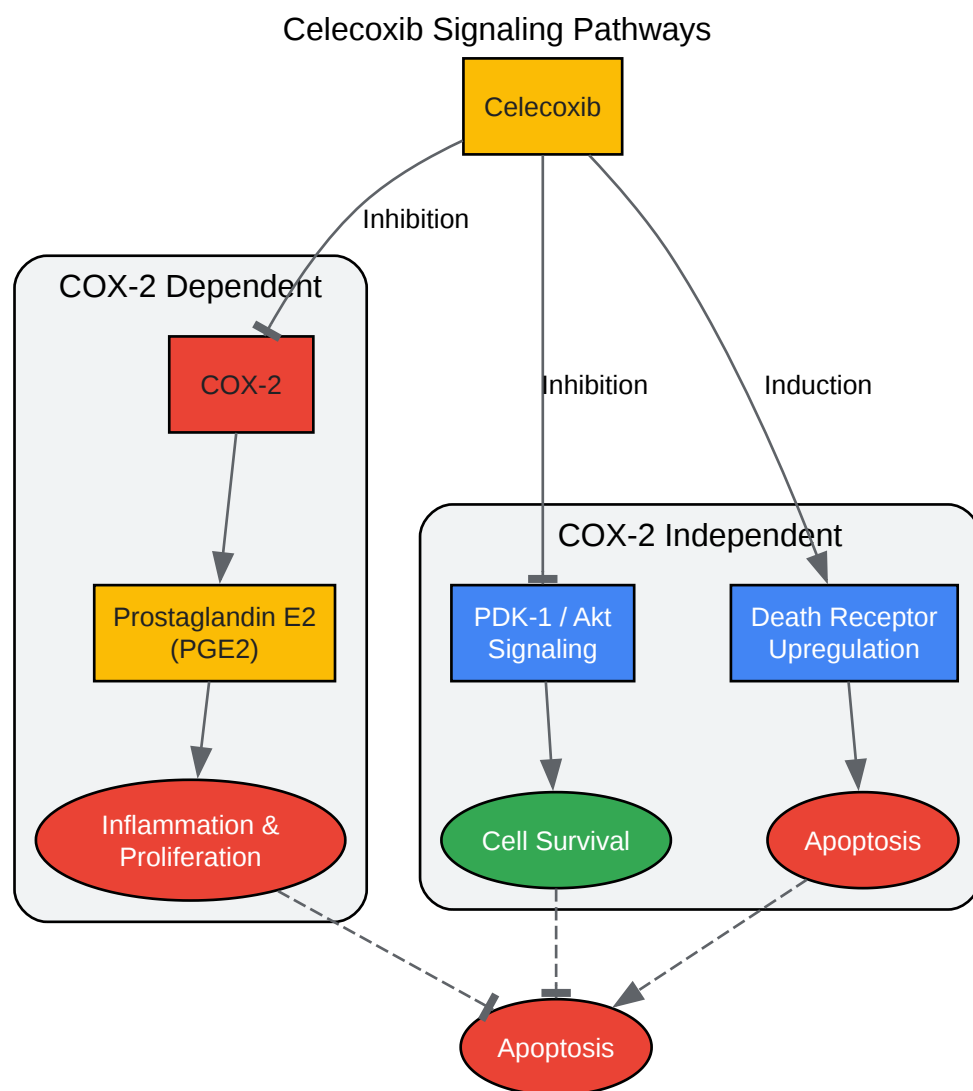 Celecoxib Signaling Pathways
Celecoxib
Inhibition
COX-2 Dependent
COX-2
Inhibition
Induction
COX-2 Independent
Prostaglandin E2
(PGE2)
PDK-1 / Akt
Signaling
Death Receptor
Upregulation
Inflammation &
Proliferation
Cell Survival
Apoptosis
Apoptosis